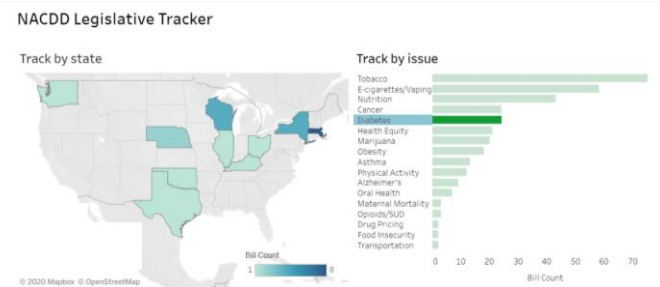 NACDD Legislative Tracker
Track by state
Track by issue
Tobacco
E-cigarettes/Vaping
Nutrition
Cancer
Diabetes
Health Equity
Marijuana
Obesity
Asthma
Physical Activity
Alzheimer's
Oral Health
Maternal Mortality
Opioids/SUD
Drug Pricing
Food Insecurity
Transportation
0 10 20 30 40 50 60 70
Bill Count
Bill Count
1 8
© 2020 Mapbox © OpenStreetMap